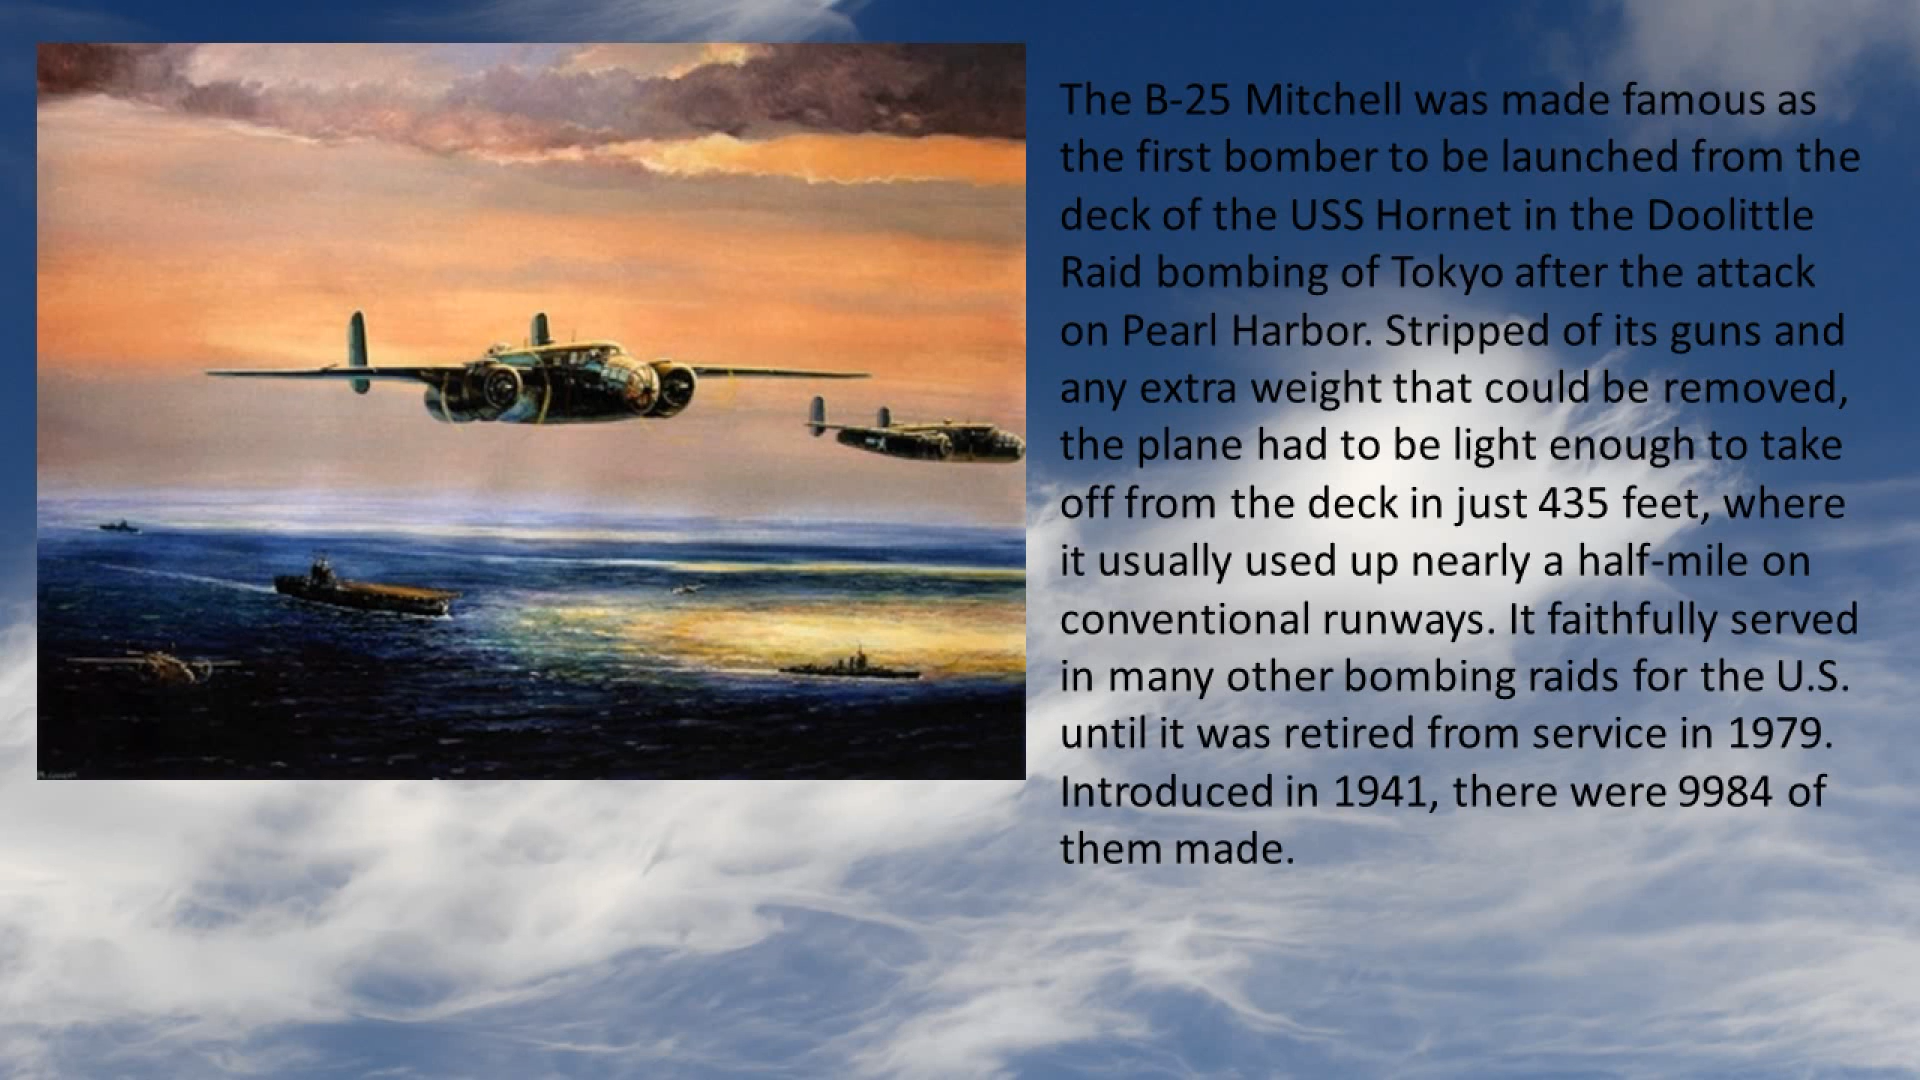 The B-25 Mitchell was made famous as
the first bomber to be launched from the
deck of the USS Hornet in the Doolittle
Raid bombing of Tokyo after the attack
on Pearl Harbor. Stripped of its guns and
any extra weight that could be removed,
the plane had to be light enough to take
off from the deck in just 435 feet, where
it usually used up nearly a half-mile on
conventional runways. It faithfully served
in many other bombing raids for the U.S.
until it was retired from service in 1979.
Introduced in 1941, there were 9984 of
them made.